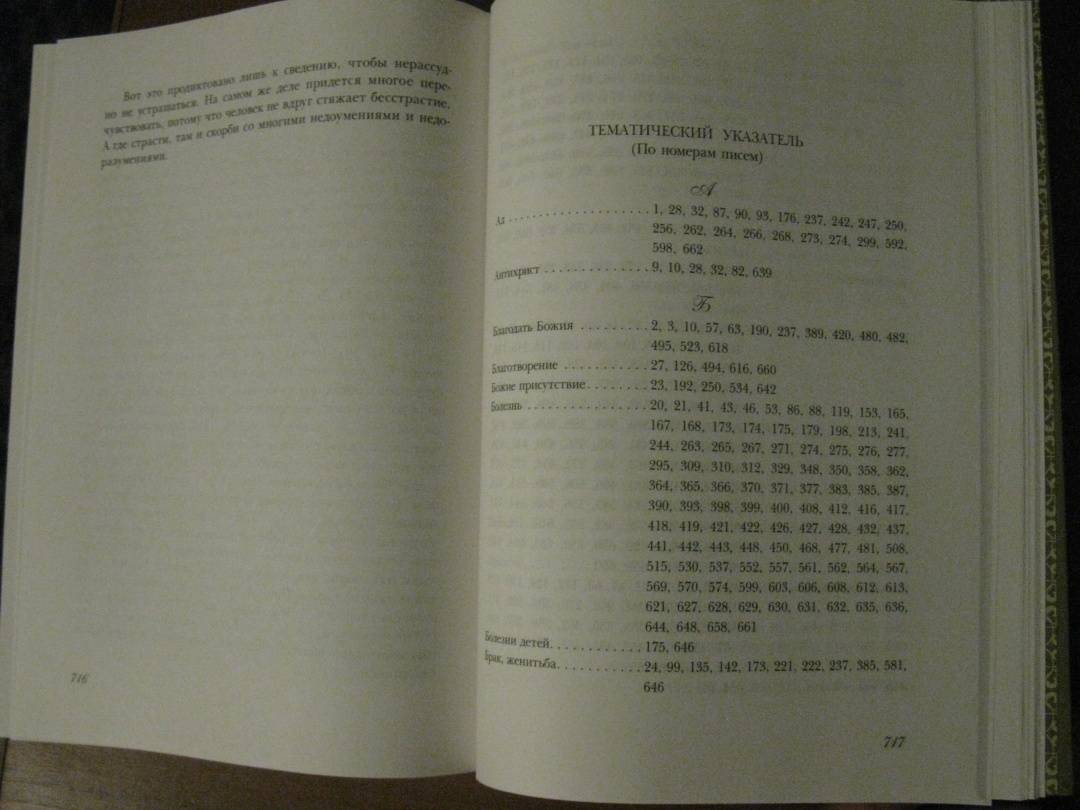 Вот это продиктовано лишь к сведению, чтобы нерассуд-
но не устрашаться. На самом же деле придется многое пере-
чувствовать, потому что человек не вдруг стяжает бесстрастие.
А где страсти, там и скорби со многими недоумениями и недо-
разумениями.
716
ТЕМАТИЧЕСКИЙ УКАЗАТЕЛЬ
(По номерам писем)
А
Ад . . . . . . . . . . . . . . . . . . . . 1, 28, 32, 87, 90, 93, 176, 237, 242, 247, 250,
256, 262, 264, 266, 268, 273, 274, 299, 592,
598, 662
Антихрист . . . . . . . . . . . . . . 9, 10, 28, 32, 82, 639
Б
Благодать Божия . . . . . . . . . 2, 3, 10, 57, 63, 190, 237, 389, 420, 480, 482,
495, 523, 618
Благотворение . . . . . . . . . . . 27, 126, 494, 616, 660
Божие присутствие . . . . . . . . 23, 192, 250, 534, 642
Болезнь . . . . . . . . . . . . . . . . 20, 21, 41, 43, 46, 53, 86, 88, 119, 153, 165,
167, 168, 173, 174, 175, 179, 198, 213, 241,
244, 263, 265, 267, 271, 274, 275, 276, 277,
295, 309, 310, 312, 329, 348, 350, 358, 362,
364, 365, 366, 370, 371, 377, 383, 385, 387,
390, 393, 398, 399, 400, 408, 412, 416, 417,
418, 419, 421, 422, 426, 427, 428, 432, 437,
441, 442, 443, 448, 450, 468, 477, 481, 508,
515, 530, 537, 552, 557, 561, 562, 564, 567,
569, 570, 574, 599, 603, 606, 608, 612, 613,
621, 627, 628, 629, 630, 631, 632, 635, 636,
644, 648, 658, 661
Болезни детей. . . . . . . . . . . . 175, 646
Брак, женитьба. . . . . . . . . . . 24, 99, 135, 142, 173, 221, 222, 237, 385, 581,
646
747